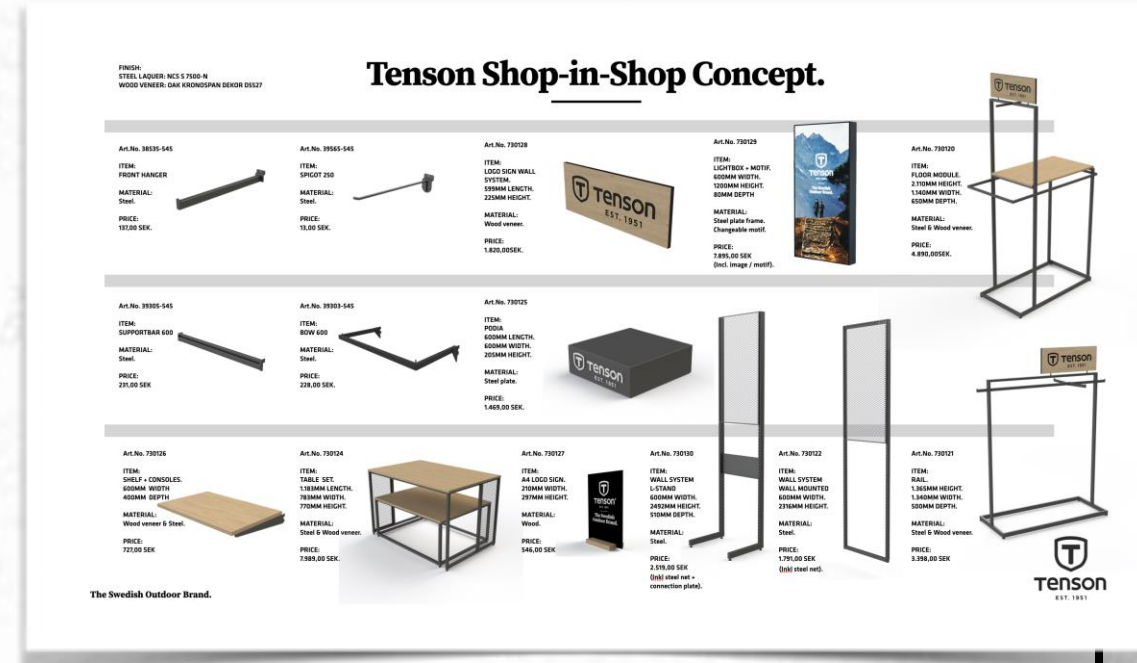 FINISH:
STEEL LAQUER: NCS S 7500-N
WOOD VENEER: OAK KRONOSPAN DEKOR D5527
Tenson Shop-in-Shop Concept.
Art.No. 38535-545
ITEM:
FRONT HANGER
MATERIAL:
Steel.
PRICE:
137,00 SEK.
Art.No. 39565-545
ITEM:
SPIGOT 250
MATERIAL:
Steel.
PRICE:
13,00 SEK.
Art.No. 730128
ITEM:
LOGO SIGN WALL
SYSTEM.
599MM LENGTH.
225MM HEIGHT.
MATERIAL:
Wood veneer.
PRICE:
1.820,00SEK.
Tenson
EST. 1951
Art.No. 730129
ITEM:
LIGHTBOX + MOTIF.
600MM WIDTH.
1200MM HEIGHT.
80MM DEPTH
MATERIAL:
Steel plate frame.
Changeable motif.
PRICE:
7.895,00 SEK
(Incl. image / motif).
Tenson
The Swedish
Outdoor Brand.
Art.No. 730120
ITEM:
FLOOR MODULE.
2.110MM HEIGHT.
1.140MM WIDTH.
650MM DEPTH.
MATERIAL:
Steel & Wood veneer.
PRICE:
4.890,00SEK.
Tenson
EST. 1951
Art.No. 39305-545
ITEM:
SUPPORTBAR 600
MATERIAL:
Steel.
PRICE:
231,00 SEK
Art.No. 39303-545
ITEM:
BOW 600
MATERIAL:
Steel.
PRICE:
228,00 SEK.
Art.No. 730125
ITEM:
PODIA
600MM LENGTH.
600MM WIDTH.
205MM HEIGHT.
MATERIAL:
Steel plate.
PRICE:
1.469,00 SEK.
Tenson
EST. 1951
Tenson
EST. 1951
Art.No. 730126
ITEM:
SHELF + CONSOLES.
600MM WIDTH
400MM DEPTH
MATERIAL:
Wood veneer & Steel.
PRICE:
727,00 SEK
Art.No. 730124
ITEM:
TABLE SET.
1.183MM LENGTH.
783MM WIDTH.
770MM HEIGHT.
MATERIAL:
Steel & Wood veneer.
PRICE:
7.989,00 SEK.
Art.No. 730127
ITEM:
A4 LOGO SIGN.
210MM WIDTH.
297MM HEIGHT.
MATERIAL:
Wood.
PRICE:
546,00 SEK
Tenson
The Swedish
Outdoor Brand.
Art.No. 730130
ITEM:
WALL SYSTEM
L-STAND
600MM WIDTH.
2492MM HEIGHT.
510MM DEPTH.
MATERIAL:
Steel.
PRICE:
2.519,00 SEK
(Inkl steel net +
connection plate).
Art.No. 730122
ITEM:
WALL SYSTEM
WALL MOUNTED
600MM WIDTH.
2316MM HEIGHT.
MATERIAL:
Steel.
PRICE:
1.791,00 SEK
(Inkl steel net).
Art.No. 730121
ITEM:
RAIL.
1.365MM HEIGHT.
1.340MM WIDTH.
500MM DEPTH.
MATERIAL:
Steel & Wood veneer.
PRICE:
3.398,00 SEK
The Swedish Outdoor Brand.
Tenson
EST. 1951